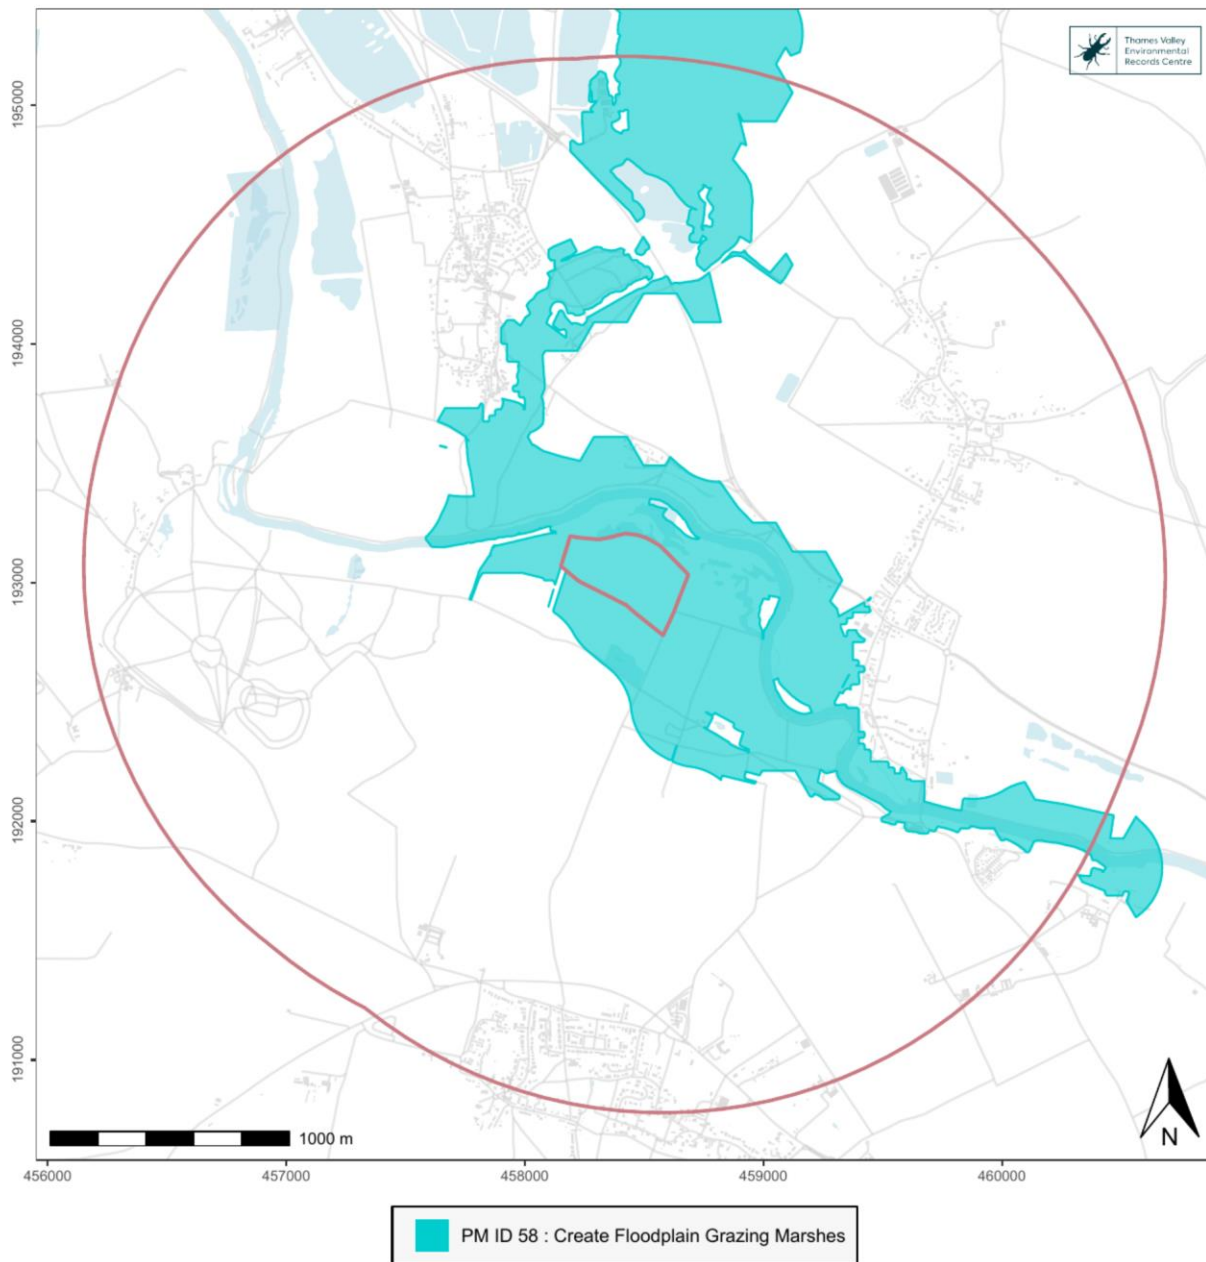 Thames Valley
Environmental
Records Centre
195000
194000
193000
192000
191000
1000 m
N
456000
457000
458000
459000
460000
PM ID 58 : Create Floodplain Grazing Marshes